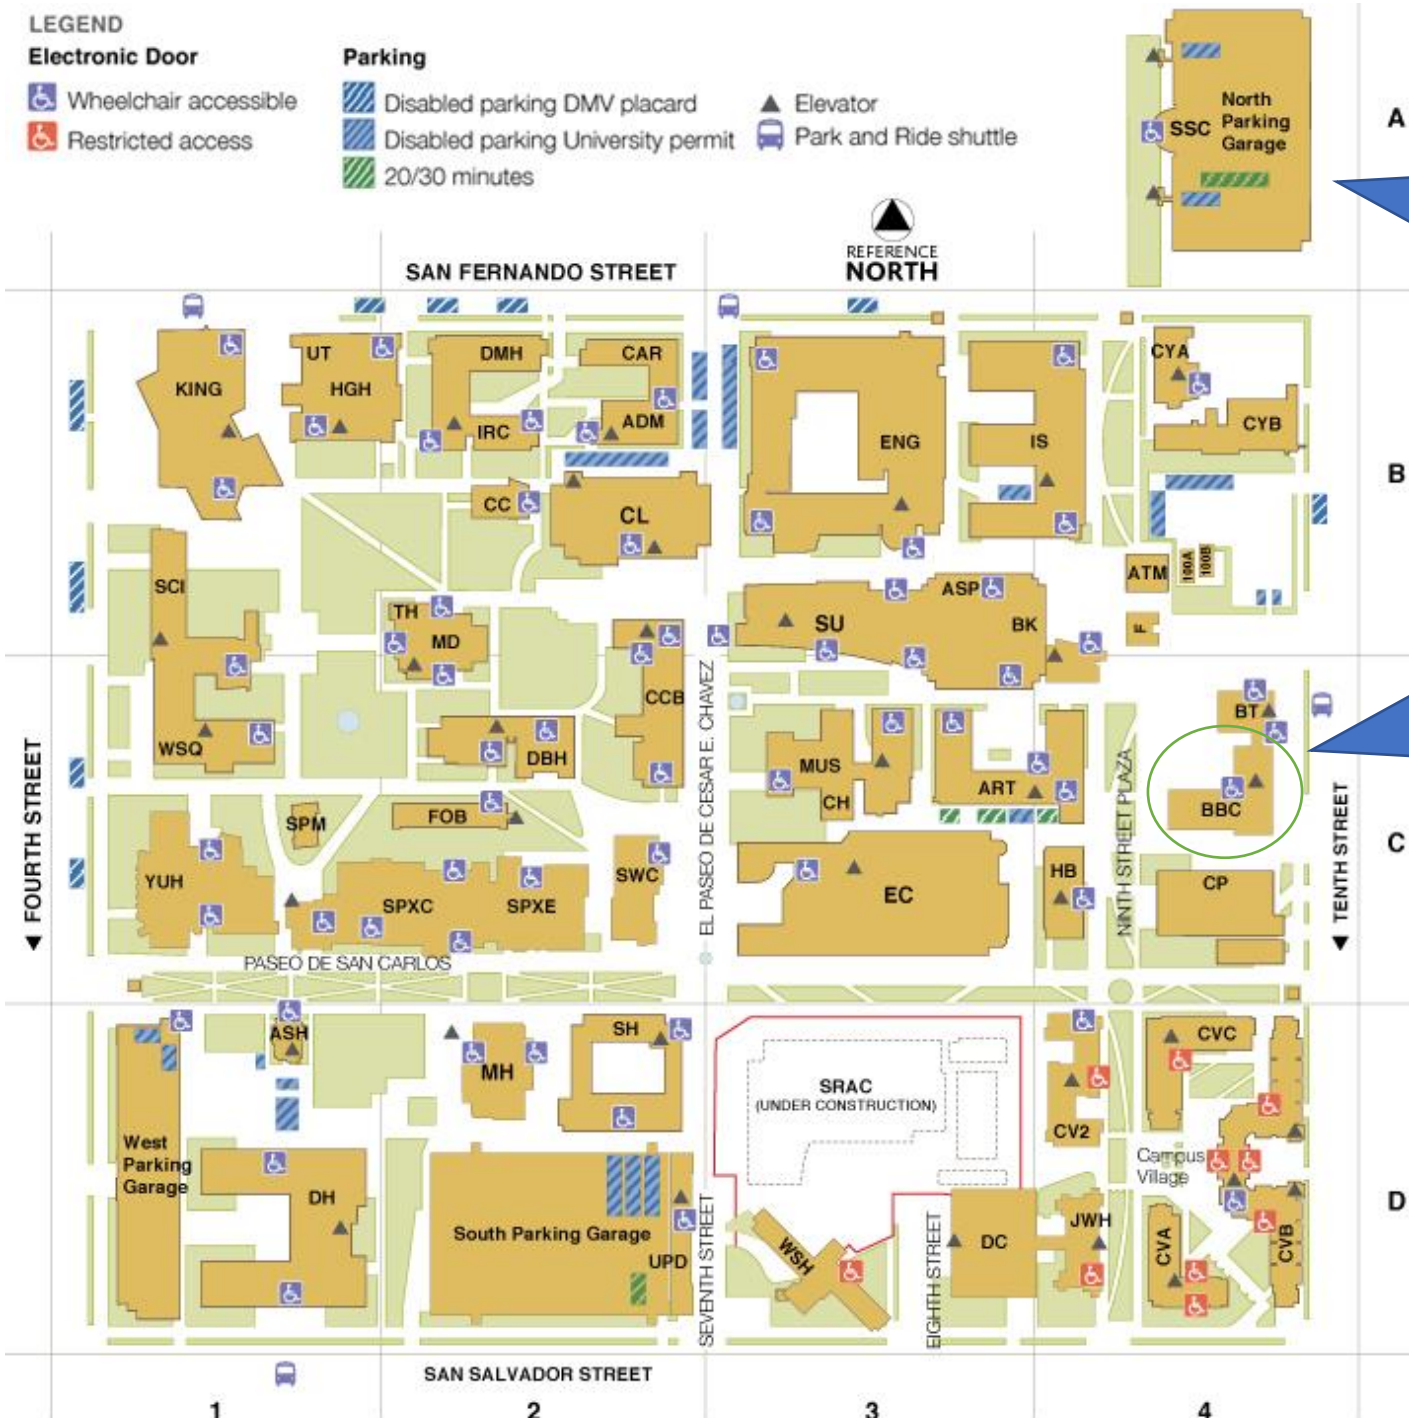 LEGEND
Electronic Door
Wheelchair accessible
Restricted access
Parking
Disabled parking DMV placard
Disabled parking University permit
20/30 minutes
Elevator
Park and Ride shuttle
REFERENCE
NORTH
SSC
North
Parking
Garage
A
SAN FERNANDO STREET
KING
UT
HGH
DMH
IRC
CAR
ADM
ENG
IS
CYA
CYB
B
CC
CL
SCI
TH
MD
SU
ASP
BK
ATM
100A
100B
F
CCB
WSQ
DBH
MUS
CH
ART
BT
BBC
FOURTH STREET
EL PASEO DE CESAR E. CHAVEZ
NINTH STREET PLAZA
TENTH STREET
SPM
FOB
YUH
SPXC
SPXE
SWC
EC
HB
CP
C
PASEO DE SAN CARLOS
ASH
MH
SH
SRAC
(UNDER CONSTRUCTION)
CV2
CVC
Campus
Village
West
Parking
Garage
DH
South Parking Garage
UPD
SEVENTH STREET
WSH
EIGHTH STREET
DC
JWH
CVA
CVB
D
SAN SALVADOR STREET
1
2
3
4